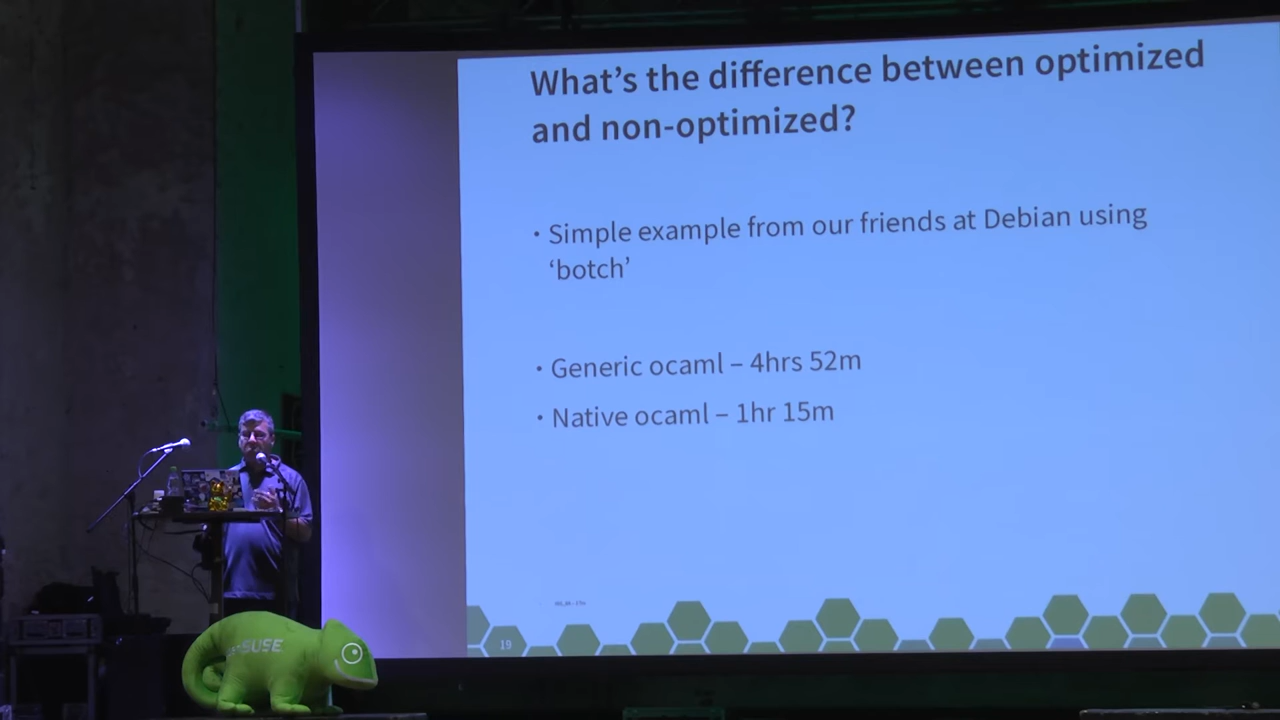 What's the difference between optimized
and non-optimized?
• Simple example from our friends at Debian using
‘botch’
• Generic ocaml – 4hrs 52m
• Native ocaml – 1hr 15m
19
SUSE